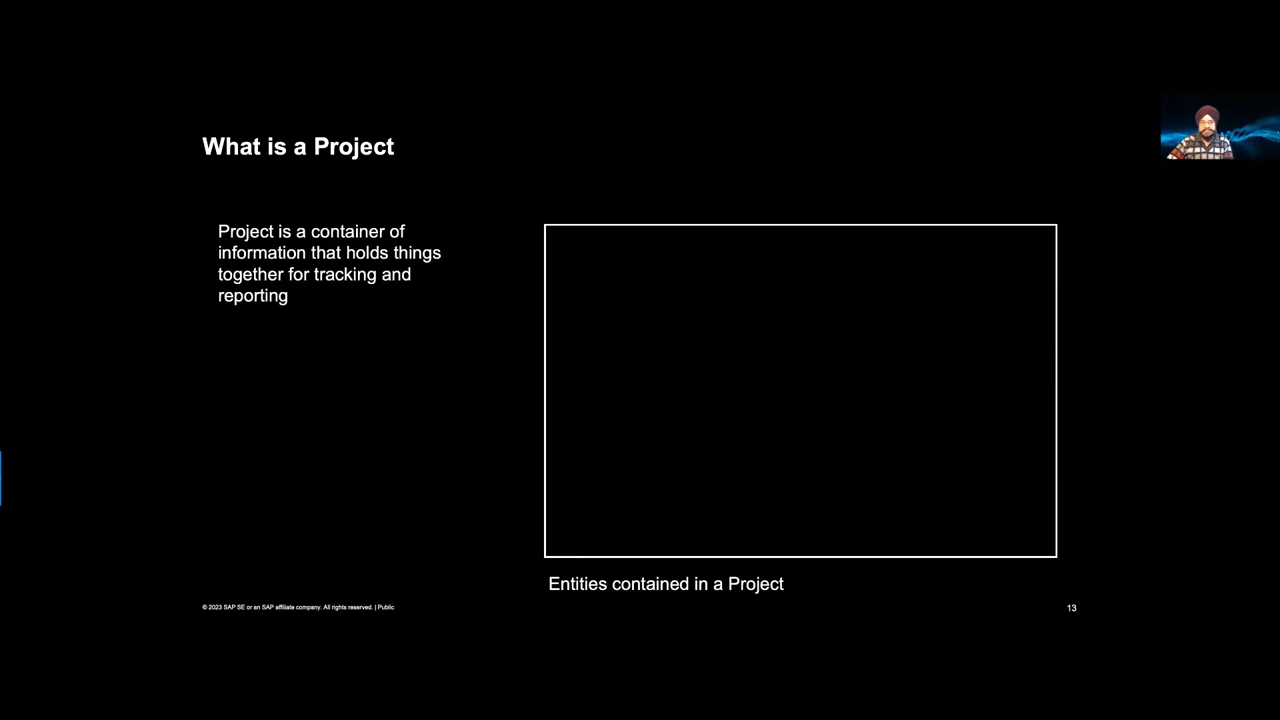 What is a Project
Project is a container of
information that holds things
together for tracking and
reporting
Entities contained in a Project
© 2023 SAP SE or an SAP affiliate company. All rights reserved. | Public
13